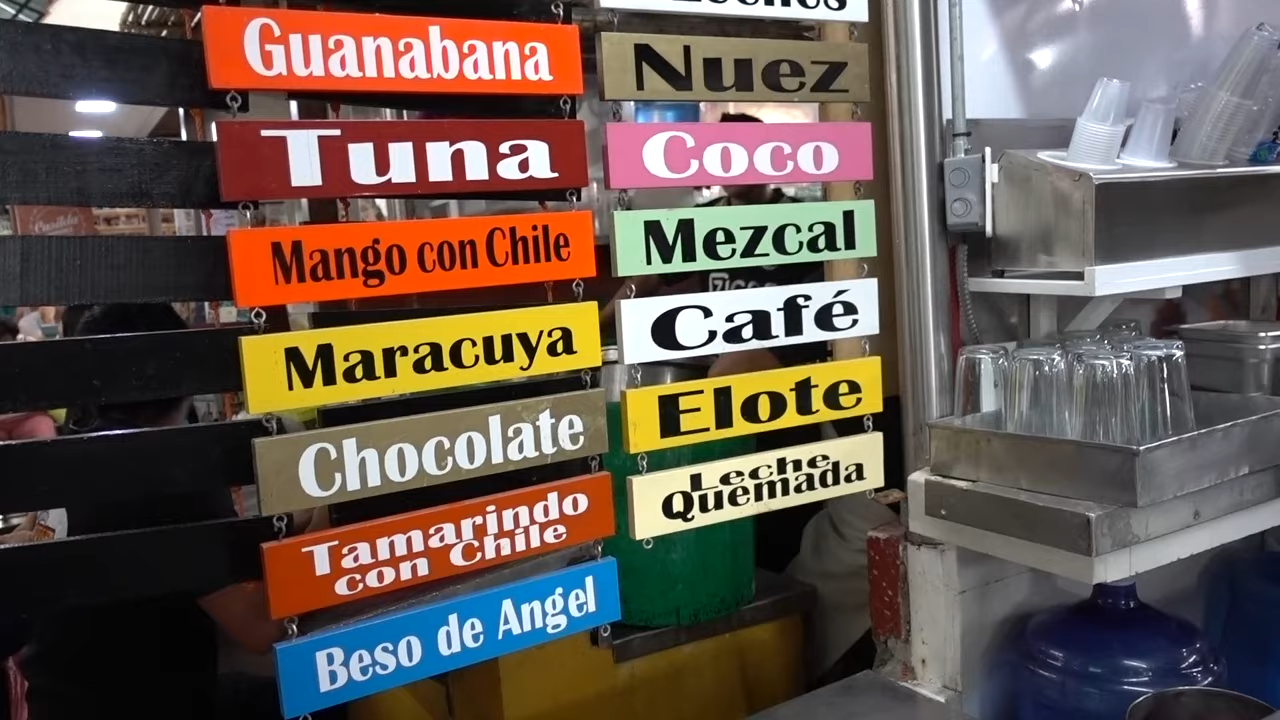 Guanabana
Tuna
Mango con Chile
Maracuya
Chocolate
Tamarindo
con Chile
Beso de Angel
Leches
Nuez
Coco
Mezcal
Café
Elote
Leche
Quemada